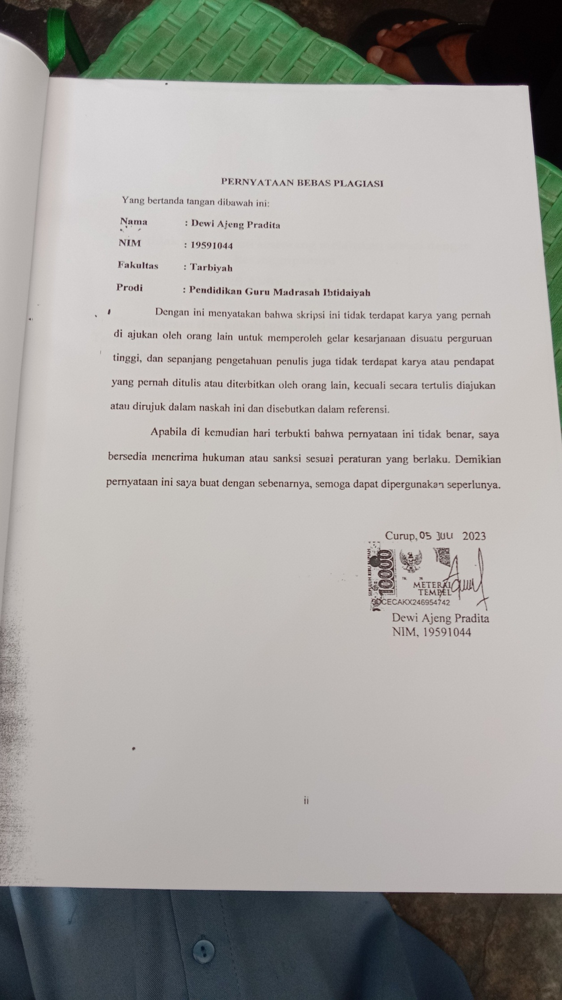 PERNYATAAN BEBAS PLAGIASI
Yang bertanda tangan dibawah ini:
Nama : Dewi Ajeng Pradita
NIM : 19591044
Fakultas : Tarbiyah
Prodi : Pendidikan Guru Madrasah Ibtidaiyah
Dengan ini menyatakan bahwa skripsi ini tidak terdapat karya yang pernah
di ajukan oleh orang lain untuk memperoleh gelar kesarjanaan disuatu perguruan
tinggi, dan sepanjang pengetahuan penulis juga tidak terdapat karya atau pendapat
yang pernah ditulis atau diterbitkan oleh orang lain, kecuali secara tertulis diajukan
atau dirujuk dalam naskah ini dan disebutkan dalam referensi.
Apabila di kemudian hari terbukti bahwa pernyataan ini tidak benar, saya
bersedia menerima hukuman atau sanksi sesuai peraturan yang berlaku. Demikian
pernyataan ini saya buat dengan sebenarnya, semoga dapat dipergunakan seperlunya.
Curup, 05 JULI 2023
SEPULUH RIBU RUPIAH
10000
METERAI
TEMPEL
3DCECAKX246954742
Dewi Ajeng Pradita
NIM, 19591044
ii